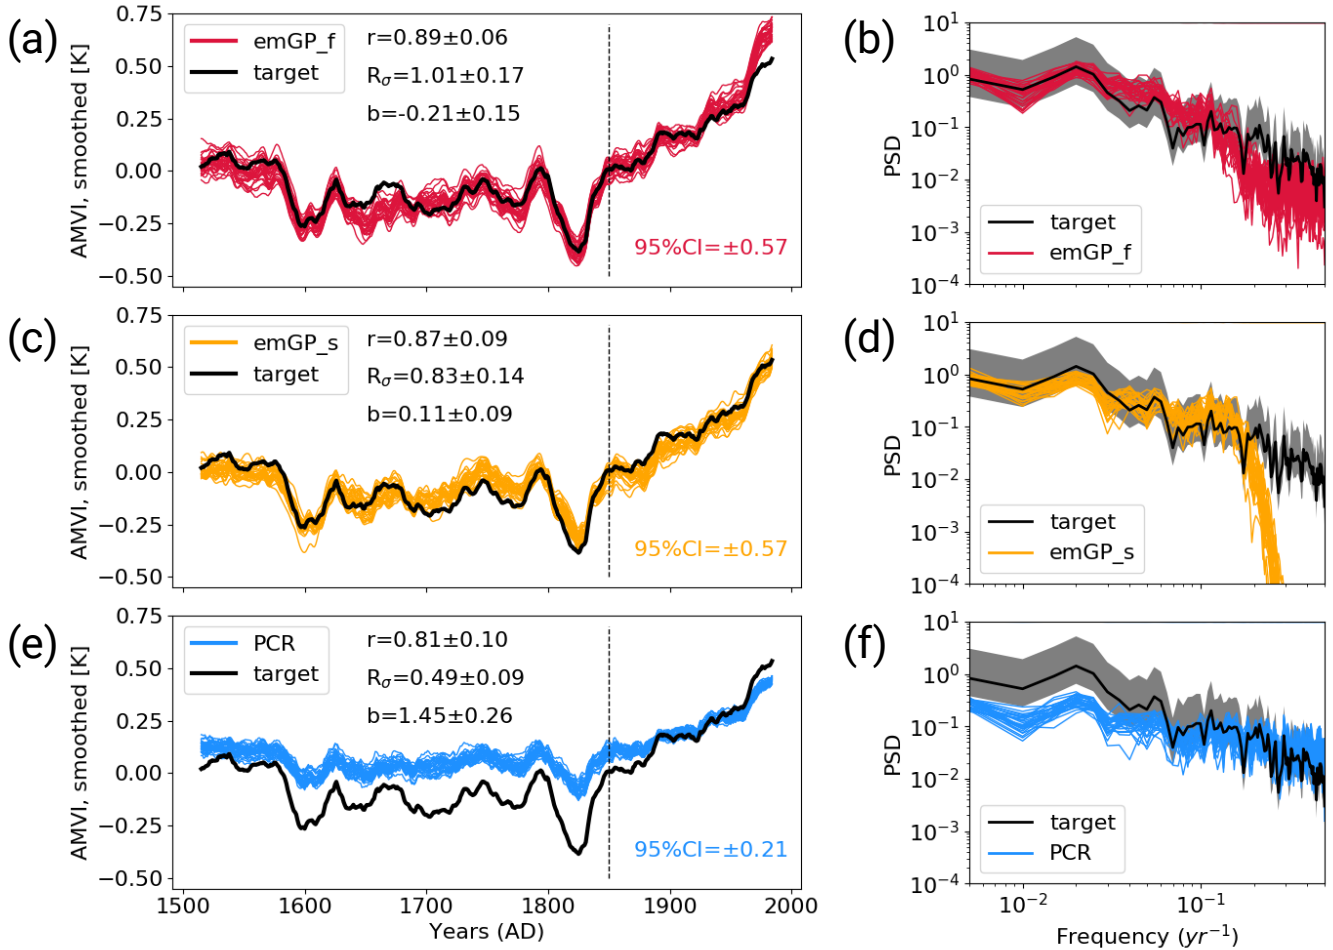 (a)
AMVI, smoothed [K]
0.75
0.50
0.25
0.00
−0.25
−0.50
emGP_f
target
r=0.89±0.06
Rσ=1.01±0.17
b=-0.21±0.15
95%CI=±0.57
(b)
PSD
10¹
10⁰
10⁻¹
10⁻²
10⁻³
10⁻⁴
target
emGP_f
(c)
AMVI, smoothed [K]
0.75
0.50
0.25
0.00
−0.25
−0.50
emGP_s
target
r=0.87±0.09
Rσ=0.83±0.14
b=0.11±0.09
95%CI=±0.57
(d)
PSD
10¹
10⁰
10⁻¹
10⁻²
10⁻³
10⁻⁴
target
emGP_s
(e)
AMVI, smoothed [K]
0.75
0.50
0.25
0.00
−0.25
−0.50
PCR
target
r=0.81±0.10
Rσ=0.49±0.09
b=1.45±0.26
95%CI=±0.21
1500 1600 1700 1800 1900 2000
Years (AD)
(f)
PSD
10¹
10⁰
10⁻¹
10⁻²
10⁻³
10⁻⁴
target
PCR
10⁻² 10⁻¹
Frequency (yr⁻¹)